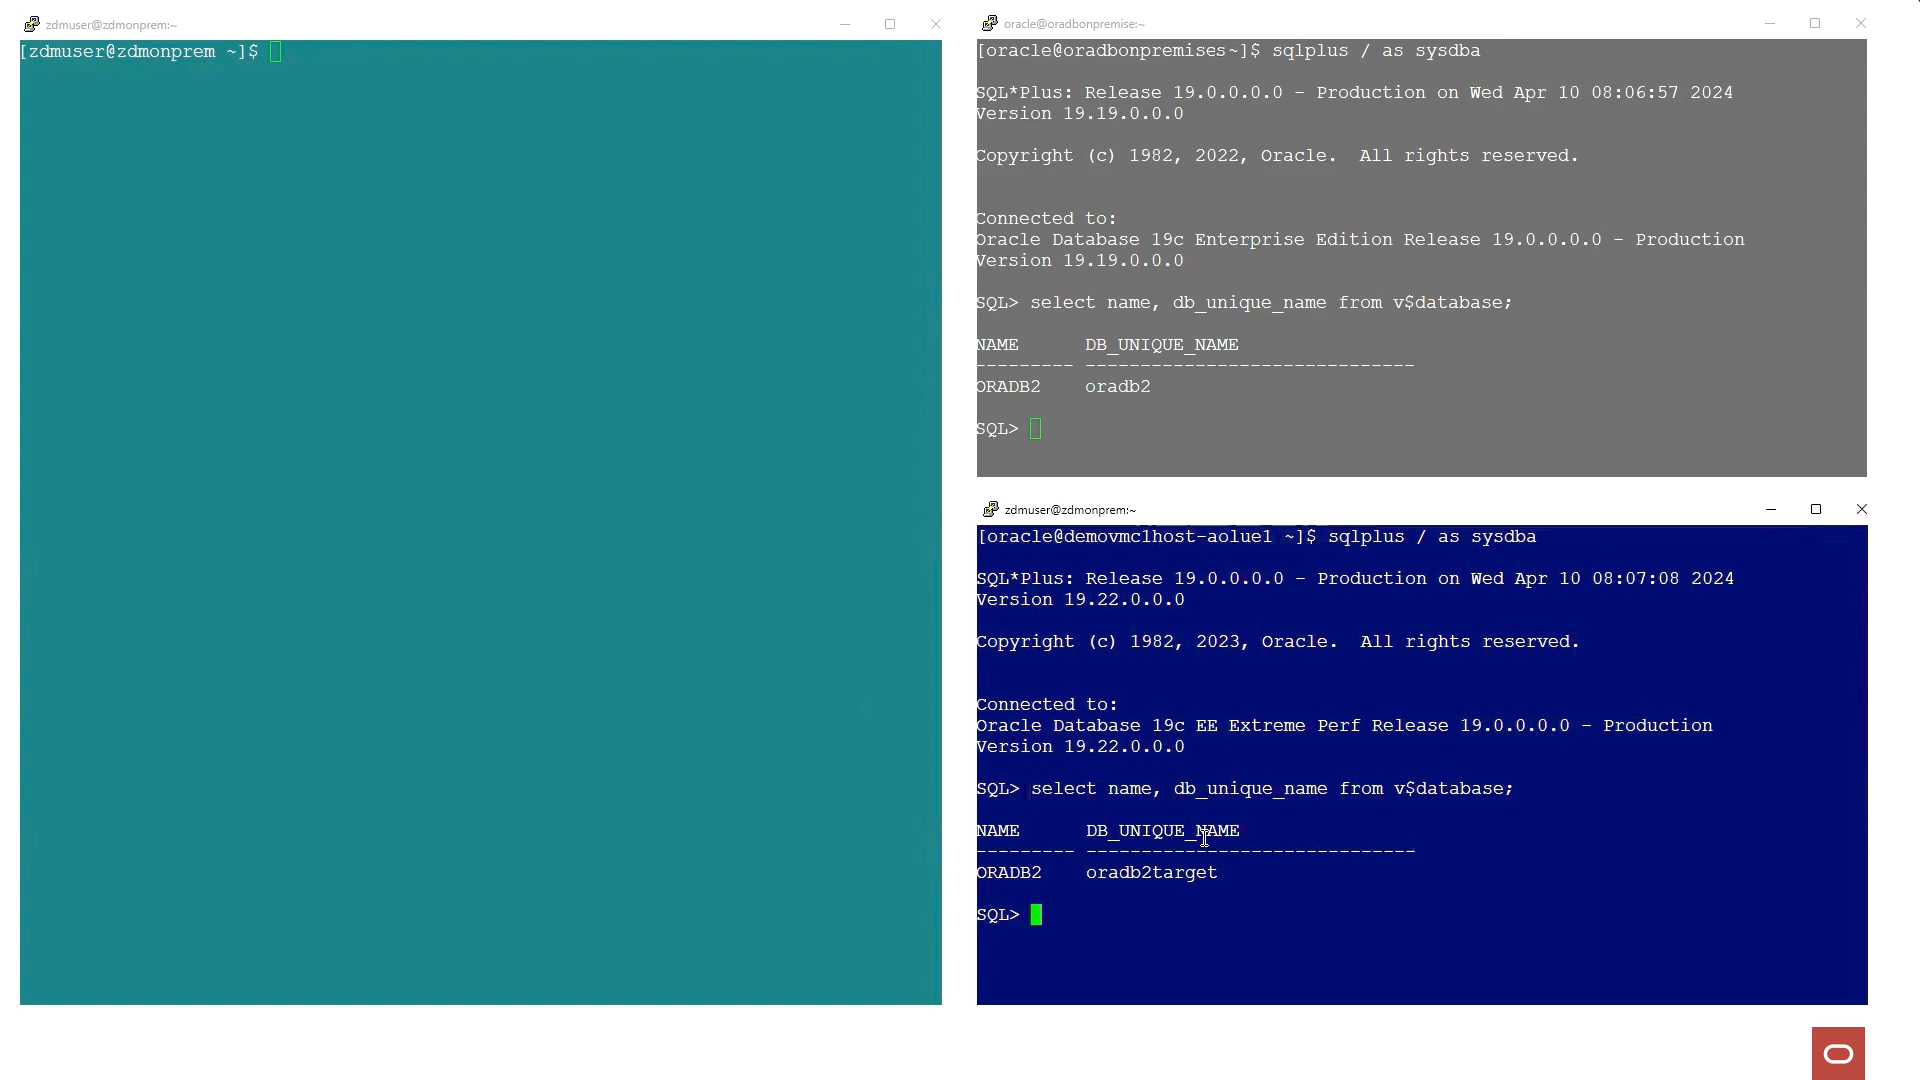 zdmuser@zdmonprem:~
[zdmuser@zdmonprem ~]$
oracle@oradbonpremise:~
[oracle@oradbonpremises~]$ sqlplus / as sysdba
SQL*Plus: Release 19.0.0.0.0 - Production on Wed Apr 10 08:06:57 2024
Version 19.19.0.0.0
Copyright (c) 1982, 2022, Oracle.  All rights reserved.
Connected to:
Oracle Database 19c Enterprise Edition Release 19.0.0.0.0 - Production
Version 19.19.0.0.0
SQL> select name, db_unique_name from v$database;
NAME      DB_UNIQUE_NAME
--------- ------------------------------
ORADB2    oradb2
SQL>
zdmuser@zdmonprem:~
[oracle@demovmc1host-aolue1 ~]$ sqlplus / as sysdba
SQL*Plus: Release 19.0.0.0.0 - Production on Wed Apr 10 08:07:08 2024
Version 19.22.0.0.0
Copyright (c) 1982, 2023, Oracle.  All rights reserved.
Connected to:
Oracle Database 19c EE Extreme Perf Release 19.0.0.0.0 - Production
Version 19.22.0.0.0
SQL> select name, db_unique_name from v$database;
NAME      DB_UNIQUE_NAME
--------- ------------------------------
ORADB2    oradb2target
SQL>